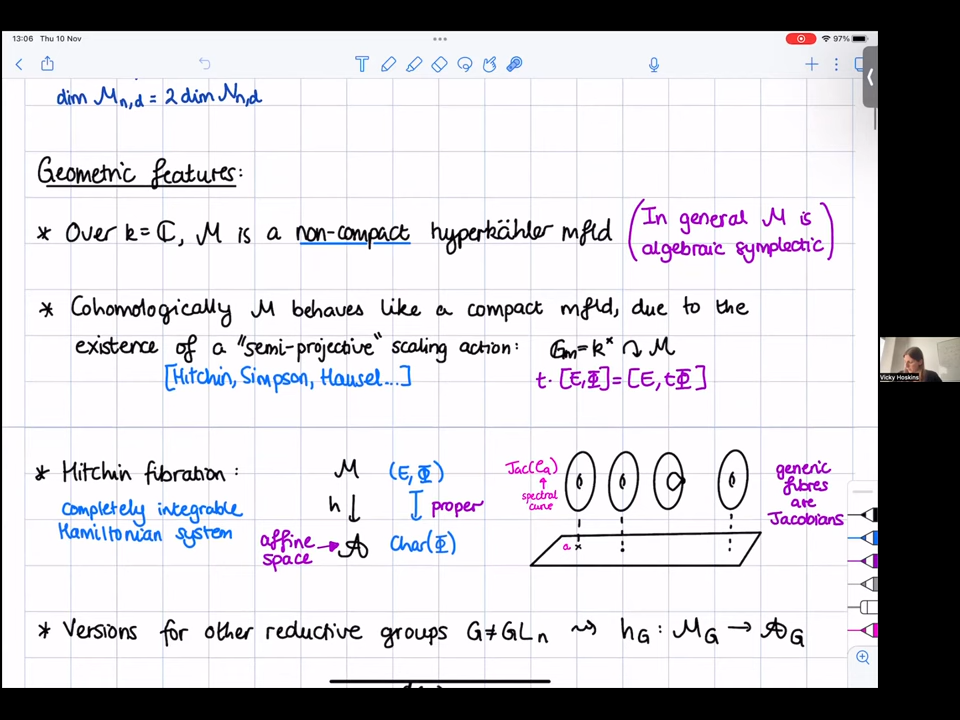 13:06 Thu 10 Nov
97%
dim M_{n,d} = 2 dim N_{n,d}
Geometric features:
* Over k = ℂ, M is a non-compact hyperkähler mfld (In general M is algebraic symplectic)
* Cohomologically M behaves like a compact mfld, due to the
existence of a "semi-projective" scaling action: 𝔾m = k^× ↷ M
[Hitchin, Simpson, Hausel...] t·[E,Φ] = [E,tΦ]
* Hitchin fibration:
completely integrable
Hamiltonian system
M (E,Φ)
h ↓ proper
affine space → A Char(Φ)
Jac(C_a)
↑
spectral
curve
a ×
generic
fibres
are
Jacobians
* Versions for other reductive groups G ≠ GL_n ⇝ h_G : M_G → A_G
Vicky Hoskins